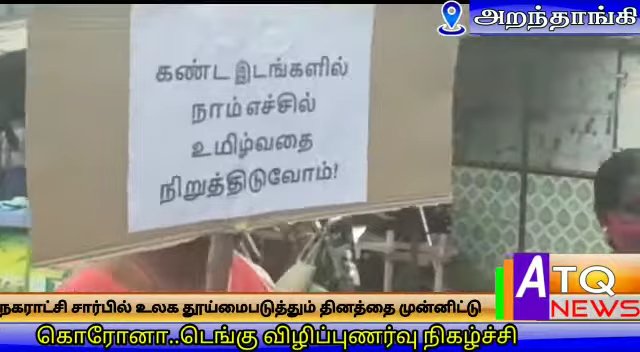 அறந்தாங்கி
கண்ட இடங்களில்
நாம் எச்சில்
உமிழ்வதை
நிறுத்திடுவோம்!
நகராட்சி சார்பில் உலக தூய்மைபடுத்தும் தினத்தை முன்னிட்டு
கொரோனா..டெங்கு விழிப்புணர்வு நிகழ்ச்சி
ATQ
NEWS